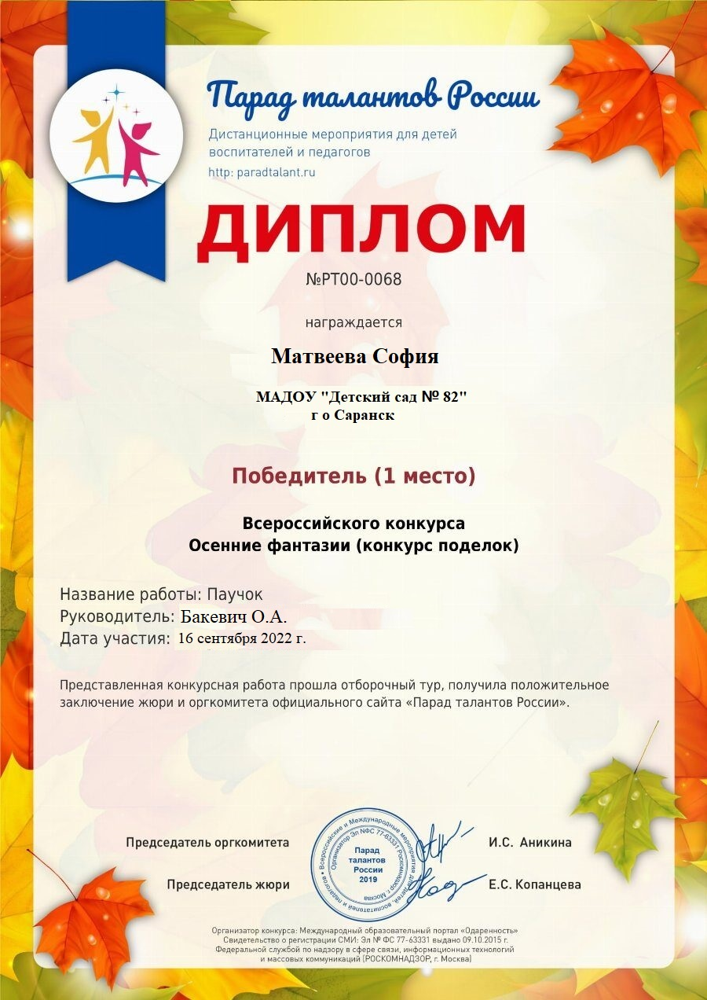 Парад талантов России
Дистанционные мероприятия для детей
воспитателей и педагогов
http: paradtalant.ru
ДИПЛОМ
№РТ00-0068
награждается
Матвеева София
МАДОУ "Детский сад № 82"
г о Саранск
Победитель (1 место)
Всероссийского конкурса
Осенние фантазии (конкурс поделок)
Название работы: Паучок
Руководитель: Бакевич О.А.
Дата участия: 16 сентября 2022 г.
Представленная конкурсная работа прошла отборочный тур, получила положительное
заключение жюри и оргкомитета официального сайта «Парад талантов России».
Председатель оргкомитета
И.С. Аникина
Председатель жюри
Е.С. Копанцева
Всероссийские и Международные мероприятия для детей, воспитателей и педагогов
Организатор Эл №ФС 77-63331 Роскомнадзор г. Москва
Парад
талантов
России
2019
Организатор конкурса: Международный образовательный портал «Одаренность»
Свидетельство о регистрации СМИ: Эл № ФС 77-63331 выдано 09.10.2015 г.
Федеральной службой по надзору в сфере связи, информационных технологий
и массовых коммуникаций (РОСКОМНАДЗОР, г. Москва)